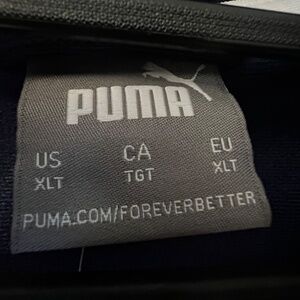 PUMA
US CA EU
XLT TGT XLT
PUMA.COM/FOREVERBETTER